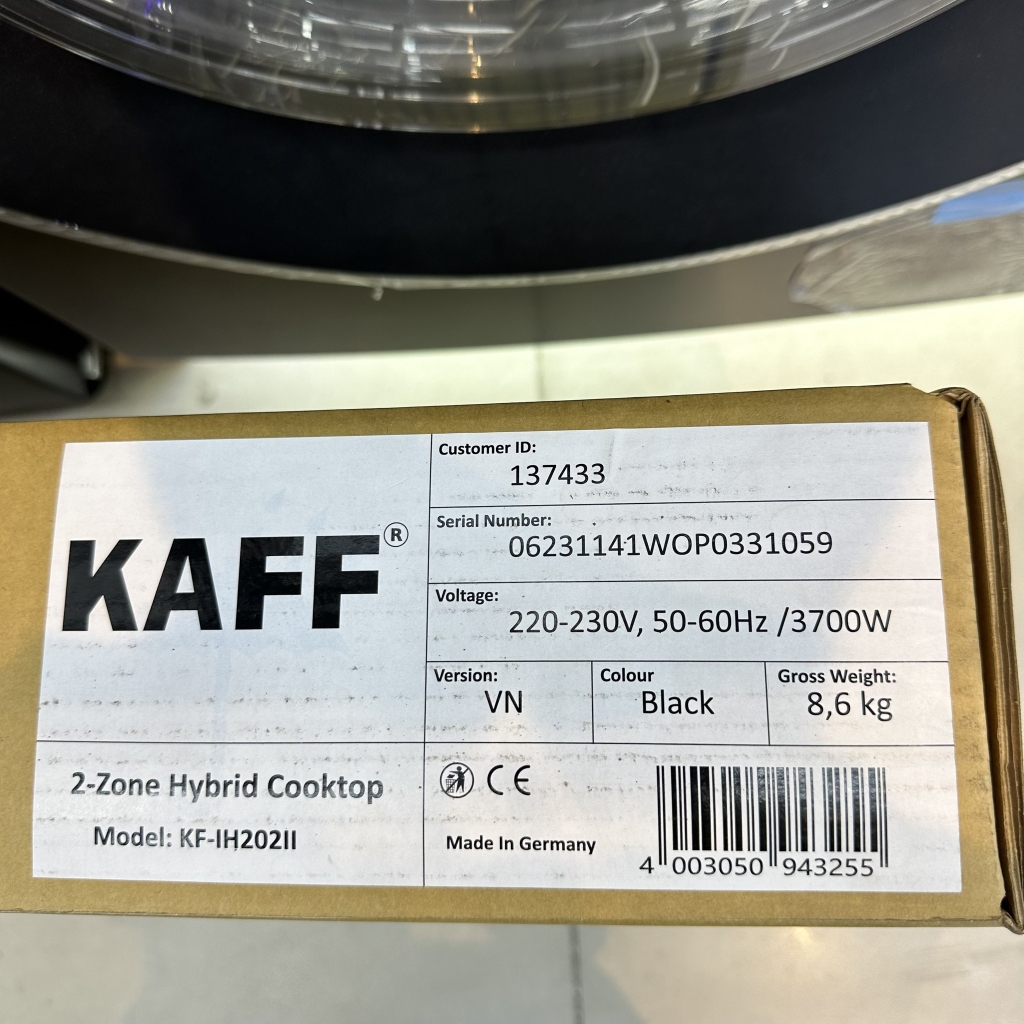 KAFF®
2-Zone Hybrid Cooktop
Model: KF-IH202II
Customer ID:
137433
Serial Number:
06231141WOP0331059
Voltage:
220-230V, 50-60Hz /3700W
Version:
VN
Colour
Black
Gross Weight:
8,6 kg
CE
Made In Germany
4 003050 943255